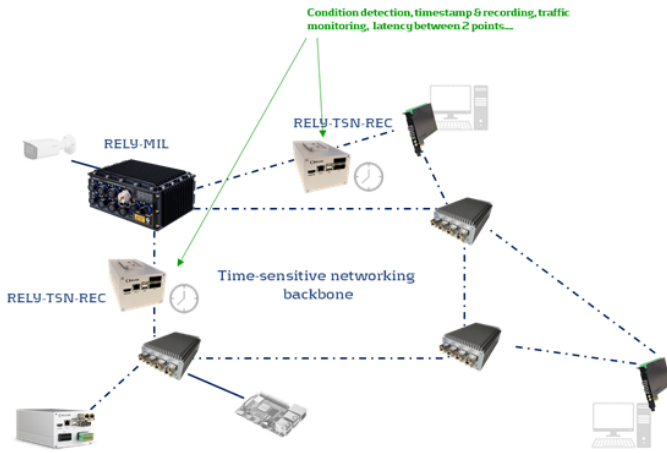 Condition detection, timestamp & recording, traffic
monitoring, latency between 2 points....
RELY-TSN-REC
RELY-MIL
Time-sensitive networking
backbone
RELY-TSN-REC